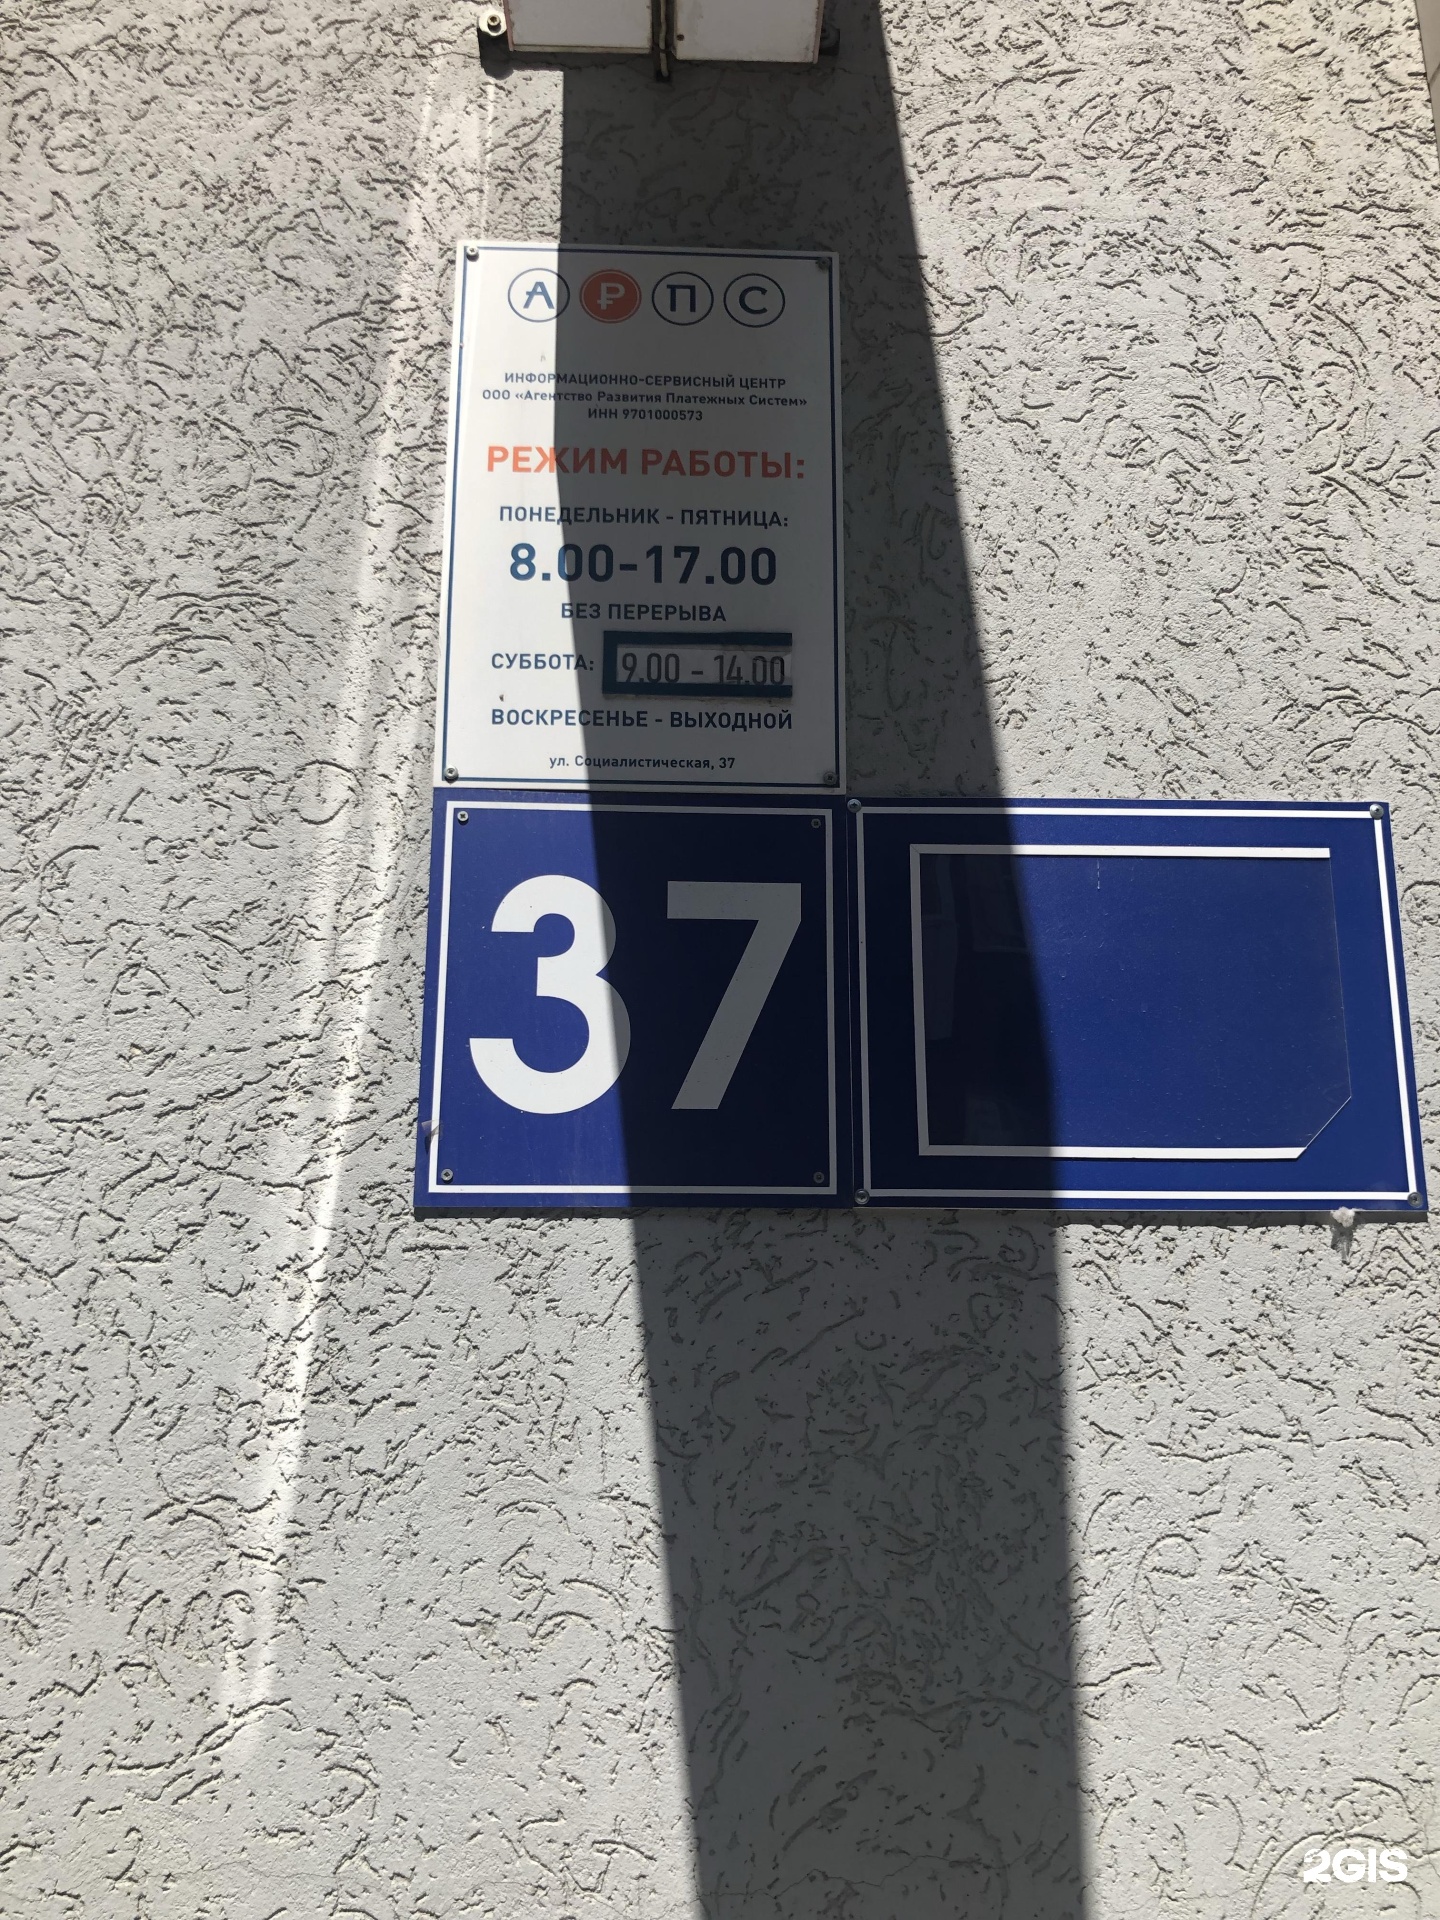 АРПС
ИНФОРМАЦИОННО-СЕРВИСНЫЙ ЦЕНТР
ООО «Агентство Развития Платежных Систем»
ИНН 9701000573
РЕЖИМ РАБОТЫ:
ПОНЕДЕЛЬНИК - ПЯТНИЦА:
8.00-17.00
БЕЗ ПЕРЕРЫВА
СУББОТА: 9.00 - 14.00
ВОСКРЕСЕНЬЕ - ВЫХОДНОЙ
ул. Социалистическая, 37
37
2GIS